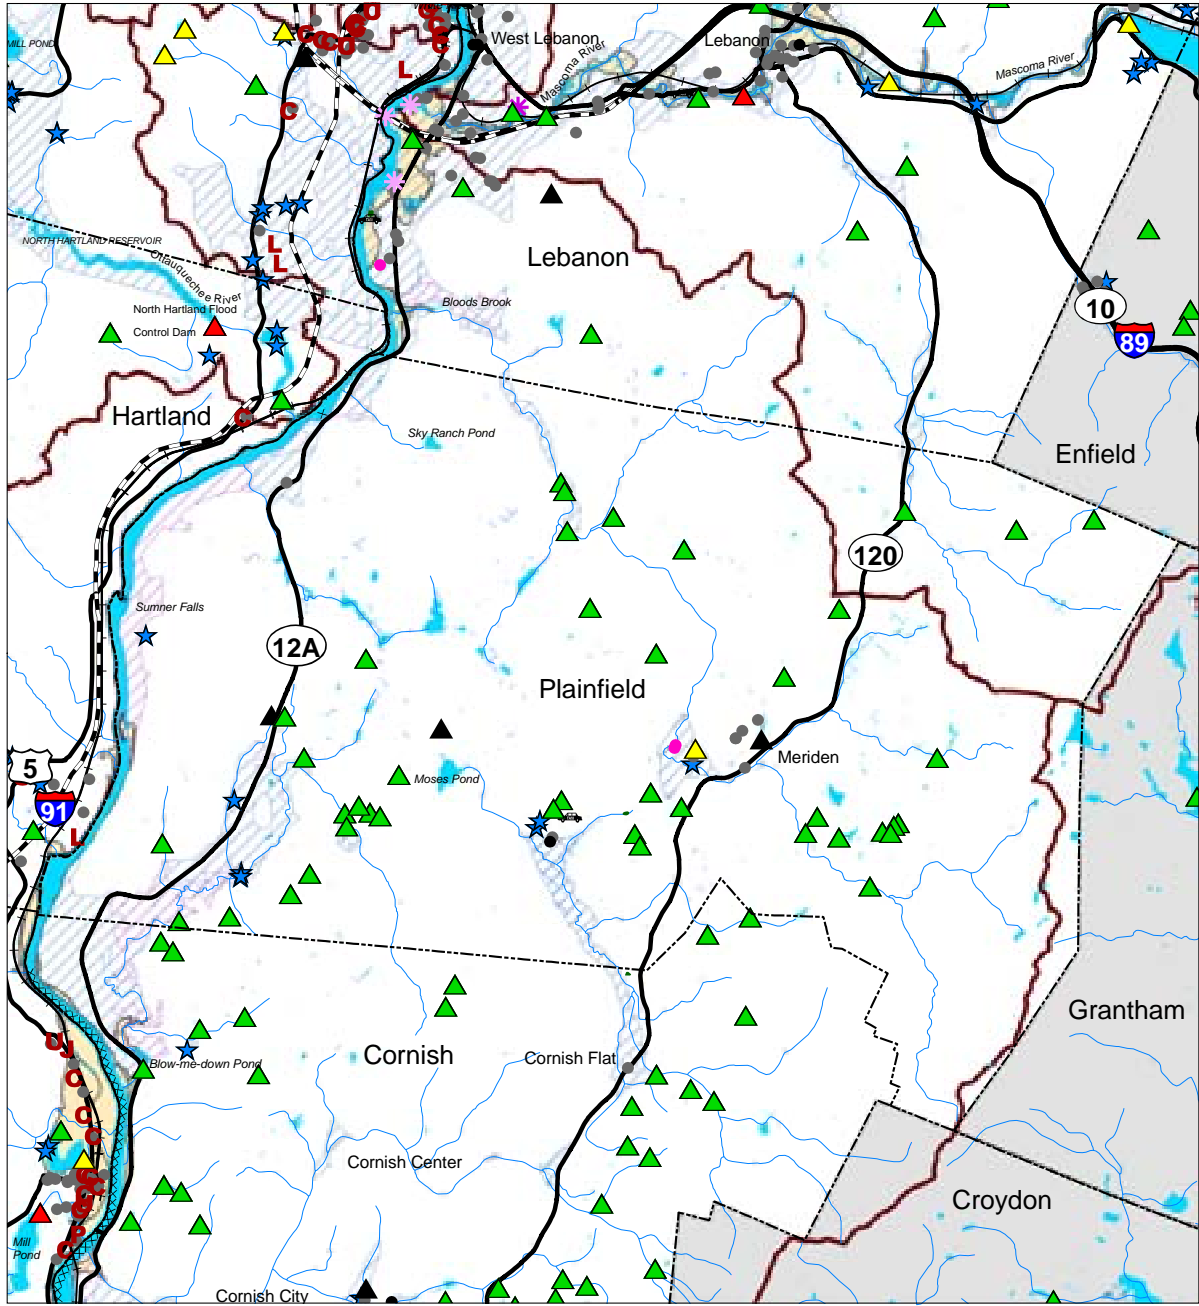 West Lebanon
Lebanon
MILL POND
Mascoma River
Mascoma River
C
C
C
U
C
C
U
U
C
C
L
C
Lebanon
NORTH HARTLAND RESERVOIR
L
L
Ottauquechee River
Bloods Brook
10
North Hartland Flood
Control Dam
89
Hartland
C
Sky Ranch Pond
Enfield
120
Sumner Falls
12A
Plainfield
Meriden
5
Moses Pond
91
L
Grantham
U
J
C
Cornish
Cornish Flat
Blow-me-down Pond
C
C
Cornish Center
C
Croydon
P
Mill
Pond
C
Cornish City